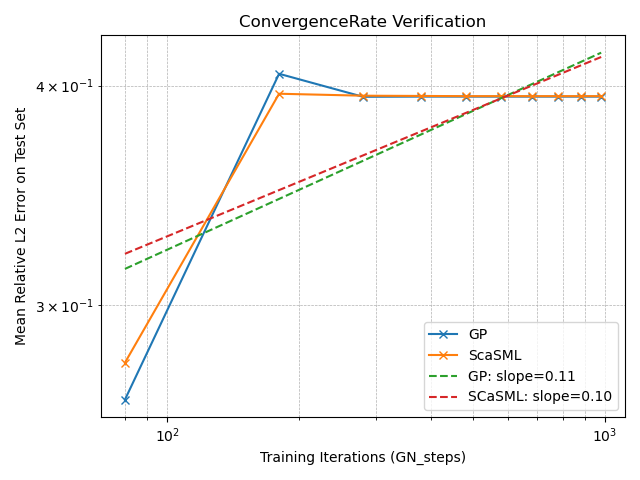 ConvergenceRate Verification
Mean Relative L2 Error on Test Set
4 × 10⁻¹
3 × 10⁻¹
10² 10³
Training Iterations (GN_steps)
GP
ScaSML
GP: slope=0.11
SCaSML: slope=0.10